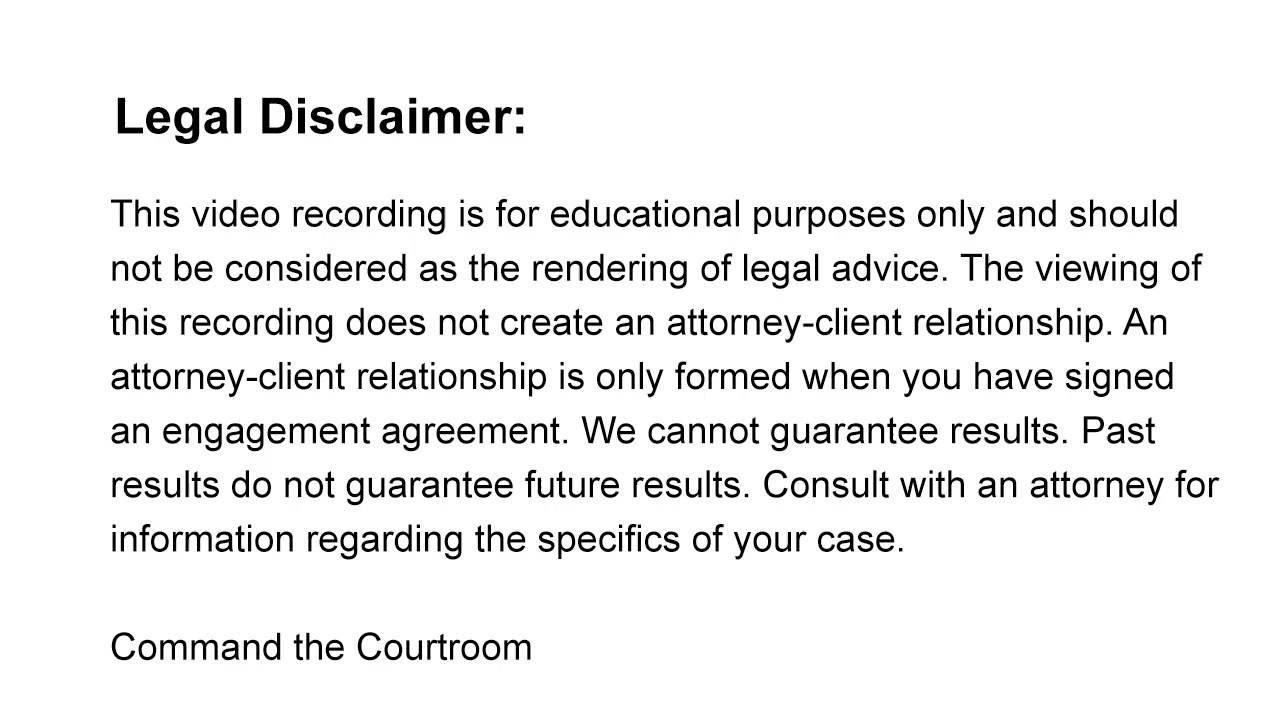 Legal Disclaimer:
This video recording is for educational purposes only and should
not be considered as the rendering of legal advice. The viewing of
this recording does not create an attorney-client relationship. An
attorney-client relationship is only formed when you have signed
an engagement agreement. We cannot guarantee results. Past
results do not guarantee future results. Consult with an attorney for
information regarding the specifics of your case.
Command the Courtroom